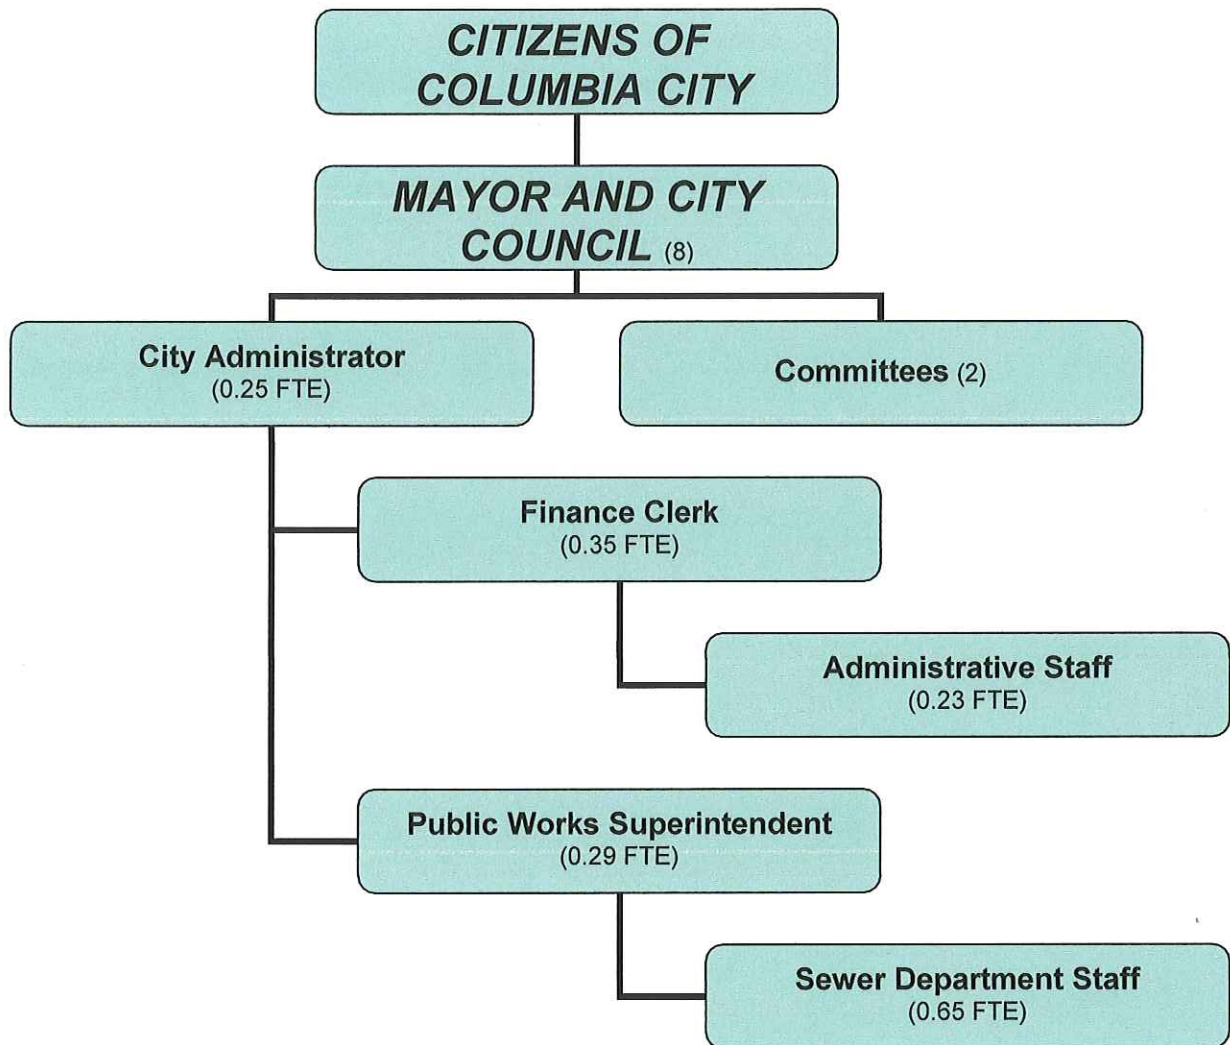 CITIZENS OF
COLUMBIA CITY
MAYOR AND CITY
COUNCIL (8)
City Administrator
(0.25 FTE)
Committees (2)
Finance Clerk
(0.35 FTE)
Administrative Staff
(0.23 FTE)
Public Works Superintendent
(0.29 FTE)
Sewer Department Staff
(0.65 FTE)